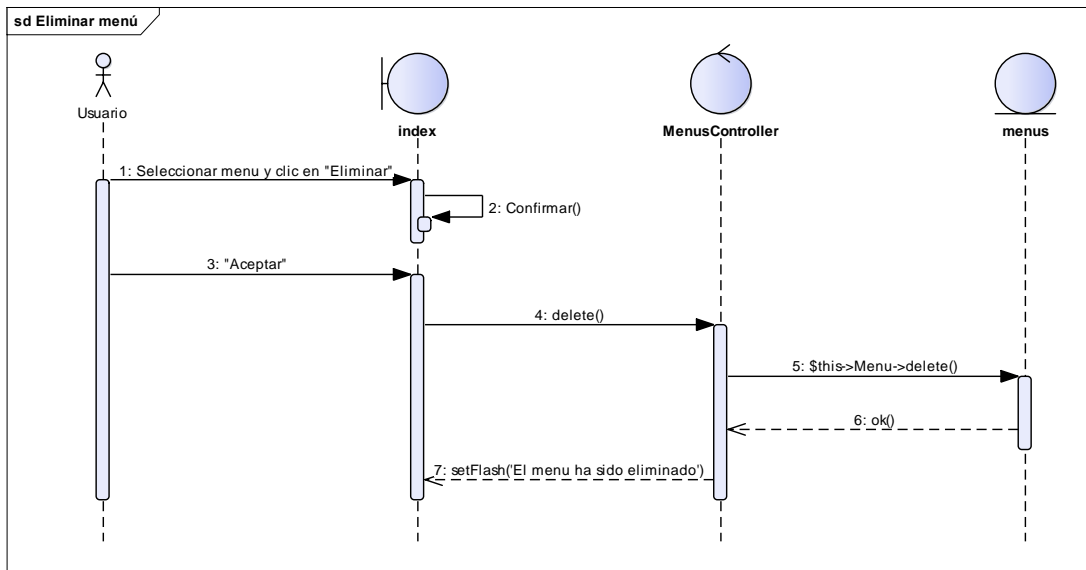 sd Eliminar menú
Usuario
index
MenusController
menus
1: Seleccionar menu y clic en "Eliminar"
2: Confirmar()
3: "Aceptar"
4: delete()
5: $this->Menu->delete()
6: ok()
7: setFlash('El menu ha sido eliminado')